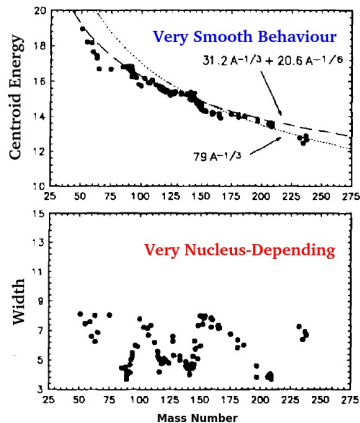 Very Smooth Behaviour
31.2 A-1/3 + 20.6 A-1/6
79 A-1/3
Centroid Energy
20
18
16
14
12
10
25 50 75 100 125 150 175 200 225 250 275
Very Nucleus-Depending
Width
15
13
11
9
7
5
3
25 50 75 100 125 150 175 200 225 250 275
Mass Number